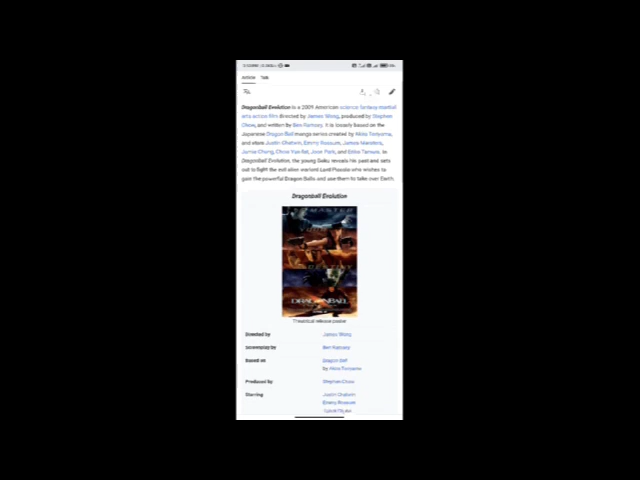 Article Talk
Dragonball Evolution is a 2009 American science fantasy martial
arts action film directed by James Wong, produced by Stephen
Chow, and written by Ben Ramsey. It is loosely based on the
Japanese Dragon Ball manga series created by Akira Toriyama,
and stars Justin Chatwin, Emmy Rossum, James Marsters,
Jamie Chung, Chow Yun-fat, Joon Park, and Eriko Tamura. In
Dragonball Evolution, the young Goku reveals his past and sets
out to fight the evil alien warlord Lord Piccolo who wishes to
gain the powerful Dragon Balls and use them to take over Earth.
Dragonball Evolution
DRAGONBALL
Theatrical release poster
Directed by James Wong
Screenplay by Ben Ramsey
Based on Dragon Ball
by Akira Toriyama
Produced by Stephen Chow
Starring Justin Chatwin
Emmy Rossum